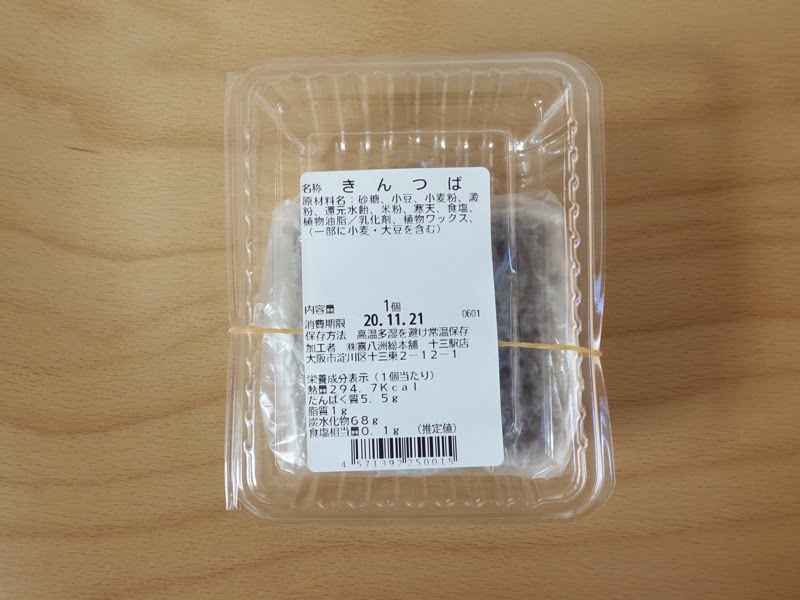 名称 きんつば
原材料名：砂糖、小豆、小麦粉、澱
粉、還元水飴、米粉、寒天、食塩、
植物油脂／乳化剤、植物ワックス、
（一部に小麦・大豆を含む）
内容量 1個
消費期限 20.11.21 0601
保存方法 高温多湿を避け常温保存
加工者 ㈱喜八洲総本舗 十三駅店
大阪市淀川区十三東２－１２－１
栄養成分表示（１個当たり）
熱量２９４．７Ｋｃａｌ
たんぱく質５．５ｇ
脂質１ｇ
炭水化物６８ｇ
食塩相当量０．１ｇ （推定値）
4571392250015